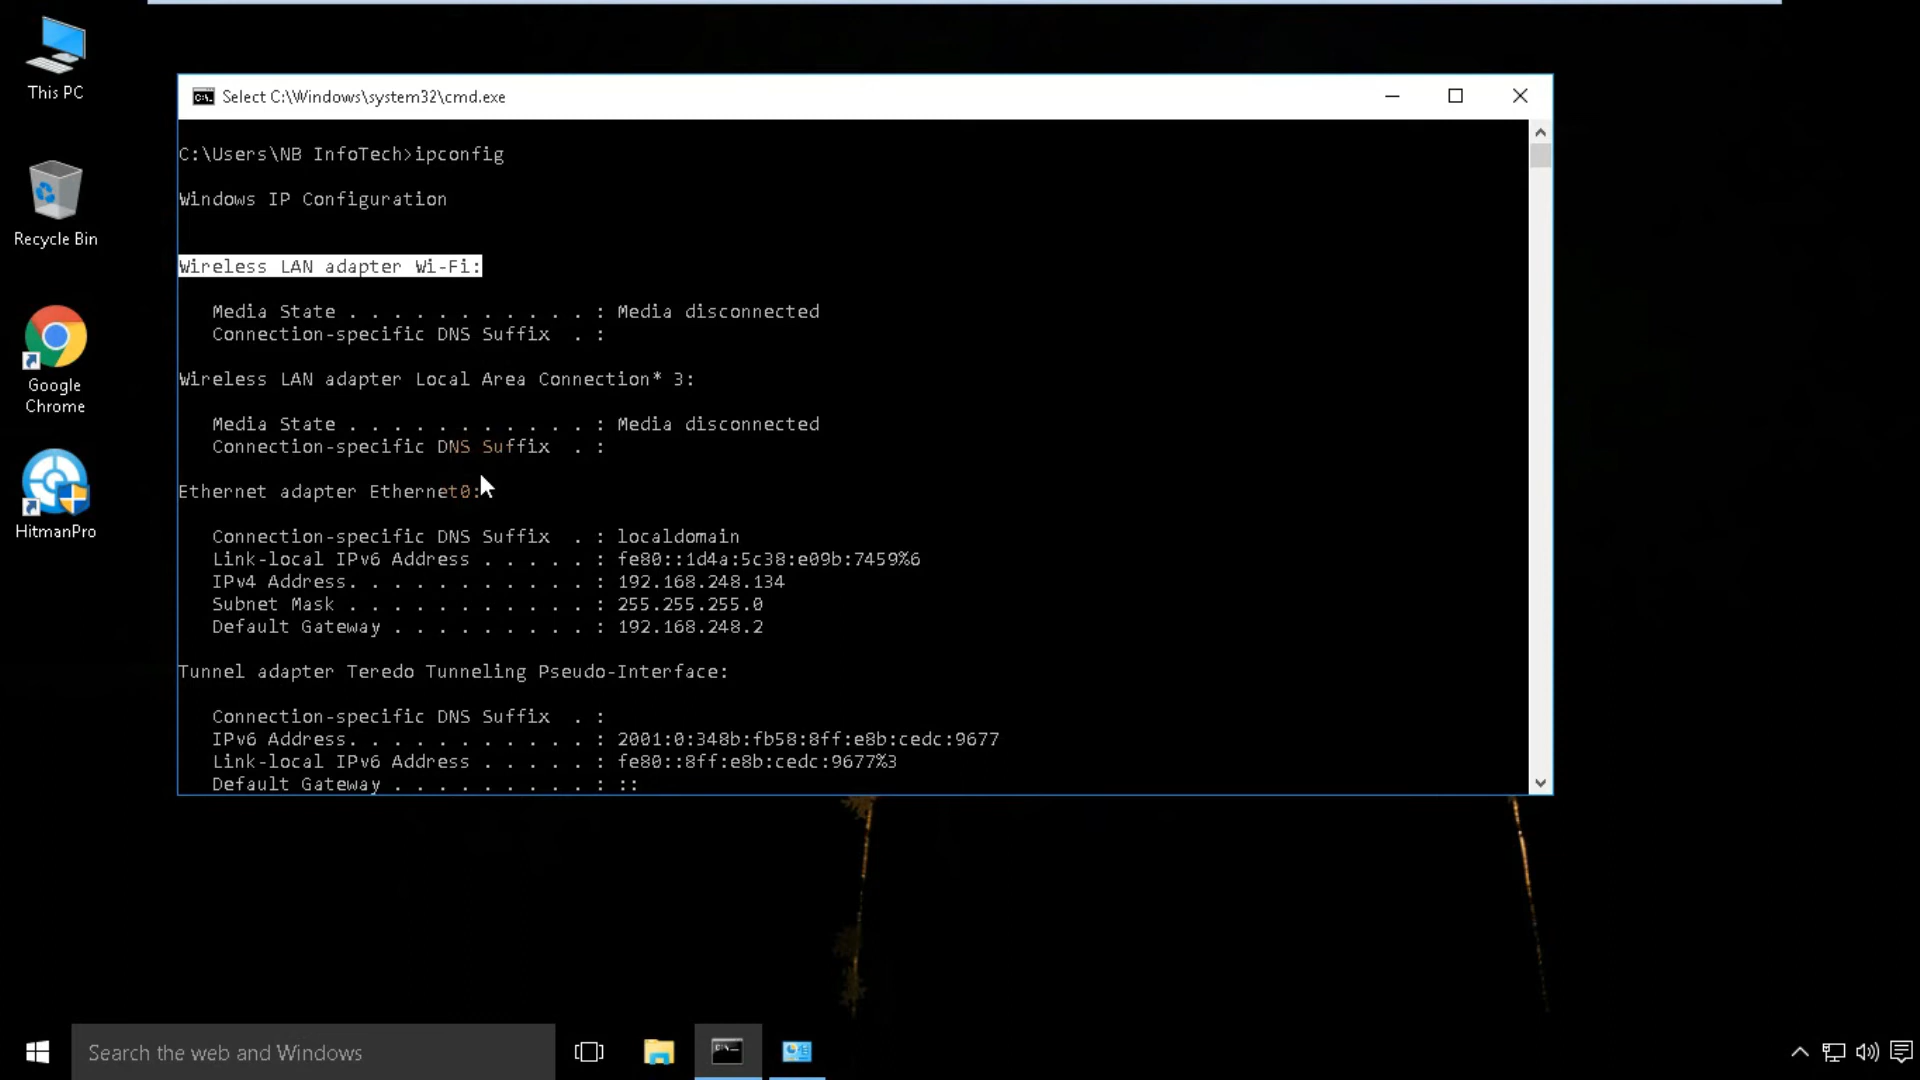 This PC
Recycle Bin
Google
Chrome
HitmanPro
Select C:\Windows\system32\cmd.exe
C:\Users\NB InfoTech>ipconfig
Windows IP Configuration
Wireless LAN adapter Wi-Fi:
Media State . . . . . . . . . . . : Media disconnected
Connection-specific DNS Suffix  . :
Wireless LAN adapter Local Area Connection* 3:
Media State . . . . . . . . . . . : Media disconnected
Connection-specific DNS Suffix  . :
Ethernet adapter Ethernet0:
Connection-specific DNS Suffix  . : localdomain
Link-local IPv6 Address . . . . . : fe80::1d4a:5c38:e09b:7459%6
IPv4 Address. . . . . . . . . . . : 192.168.248.134
Subnet Mask . . . . . . . . . . . : 255.255.255.0
Default Gateway . . . . . . . . . : 192.168.248.2
Tunnel adapter Teredo Tunneling Pseudo-Interface:
Connection-specific DNS Suffix  . :
IPv6 Address. . . . . . . . . . . : 2001:0:348b:fb58:8ff:e8b:cedc:9677
Link-local IPv6 Address . . . . . : fe80::8ff:e8b:cedc:9677%3
Default Gateway . . . . . . . . . : ::
Search the web and Windows